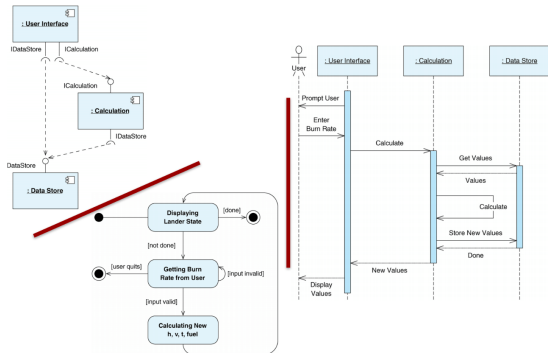 : User Interface
IDataStore
ICalculation
ICalculation
: Calculation
IDataStore
DataStore
: Data Store
Displaying
Lander State
[done]
[not done]
[user quits]
Getting Burn
Rate from User
[input invalid]
[input valid]
Calculating New
h, v, t, fuel
User
: User Interface
: Calculation
: Data Store
Prompt User
Enter
Burn Rate
Calculate
Get Values
Values
Calculate
Store New Values
Done
New Values
Display
Values